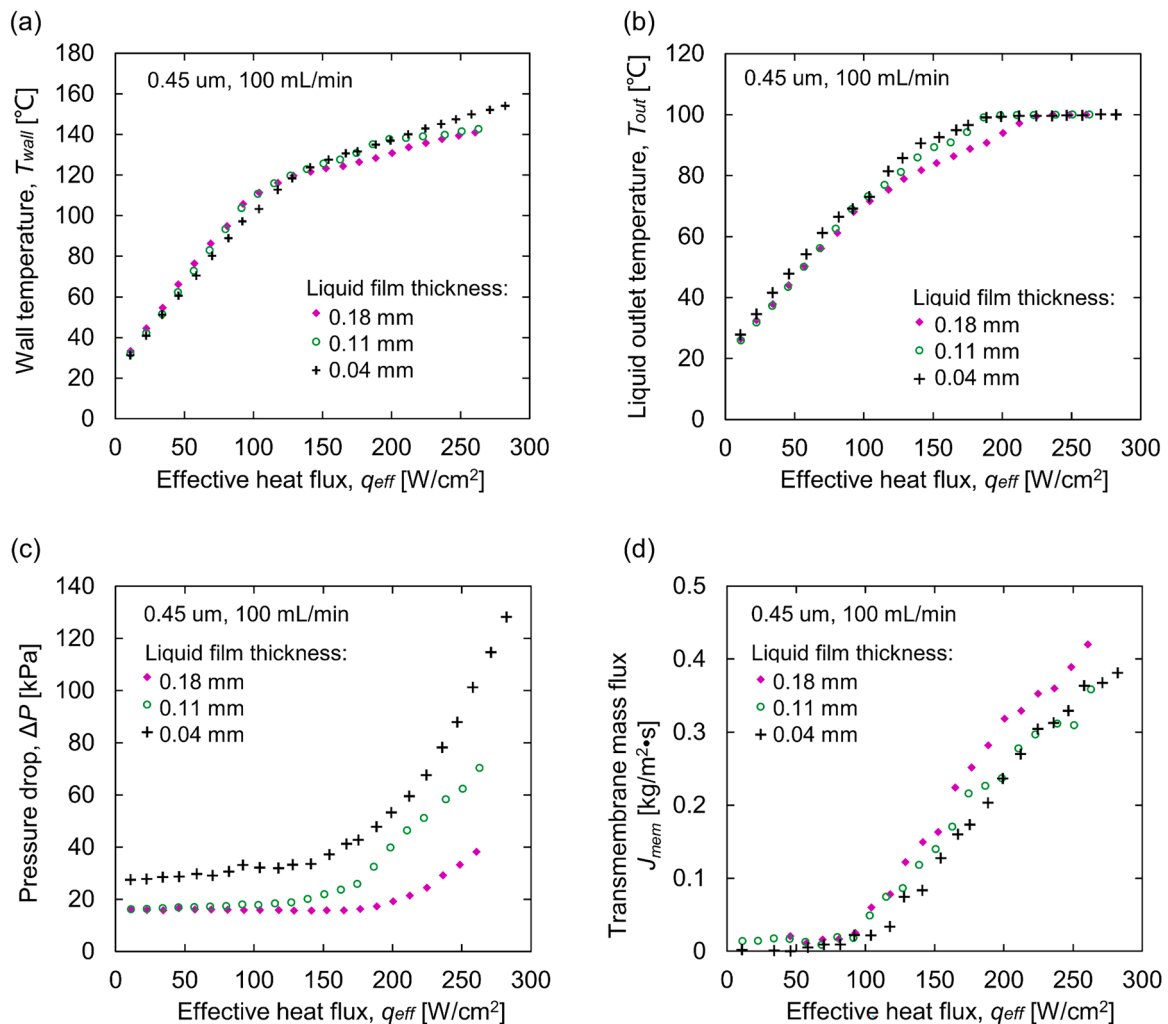 (a)
180
160
140
120
100
80
60
40
20
0
0 50 100 150 200 250 300
Wall temperature, Twall [℃]
Effective heat flux, qeff [W/cm²]
0.45 um, 100 mL/min
Liquid film thickness:
0.18 mm
0.11 mm
0.04 mm
(b)
120
100
80
60
40
20
0
0 50 100 150 200 250 300
Liquid outlet temperature, Tout [℃]
Effective heat flux, qeff [W/cm²]
0.45 um, 100 mL/min
Liquid film thickness:
0.18 mm
0.11 mm
0.04 mm
(c)
140
120
100
80
60
40
20
0
0 50 100 150 200 250 300
Pressure drop, ΔP [kPa]
Effective heat flux, qeff [W/cm²]
0.45 um, 100 mL/min
Liquid film thickness:
0.18 mm
0.11 mm
0.04 mm
(d)
0.5
0.4
0.3
0.2
0.1
0
0 50 100 150 200 250 300
Transmembrane mass flux
Jmem [kg/m²•s]
Effective heat flux, qeff [W/cm²]
0.45 um, 100 mL/min
Liquid film thickness:
0.18 mm
0.11 mm
0.04 mm